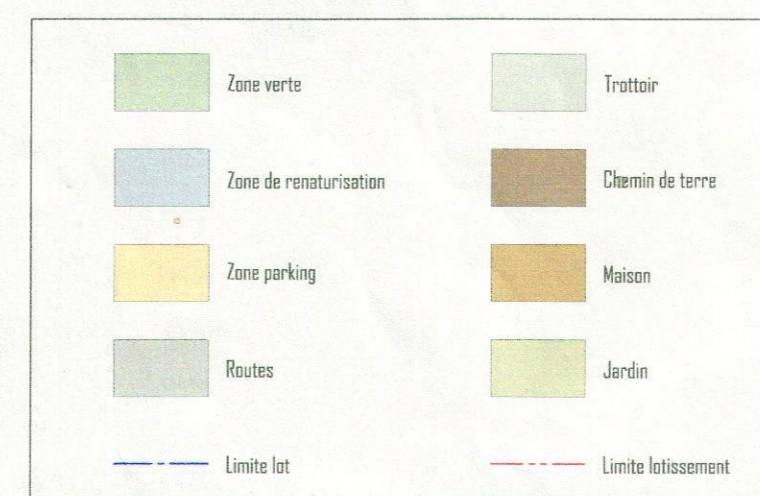 Zone verte
Zone de renaturisation
Zone parking
Routes
Limite lot
Trottoir
Chemin de terre
Maison
Jardin
Limite lotissement